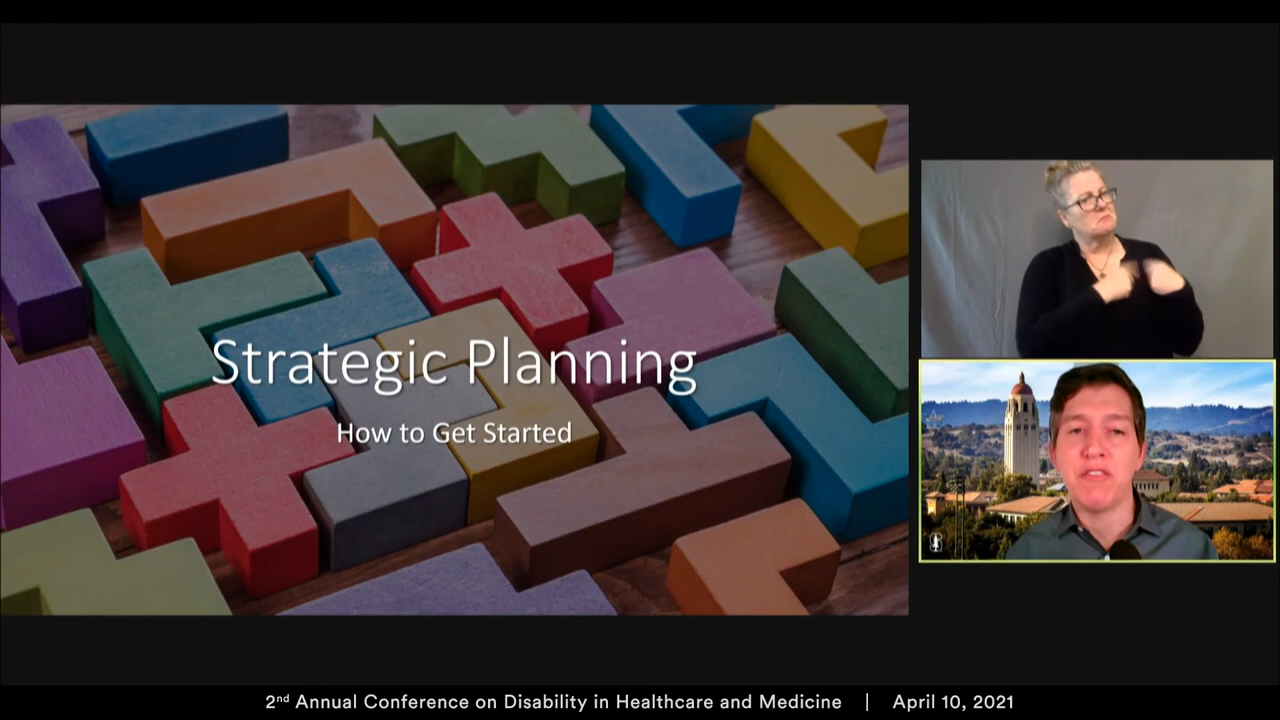 Strategic Planning
How to Get Started
2nd Annual Conference on Disability in Healthcare and Medicine | April 10, 2021